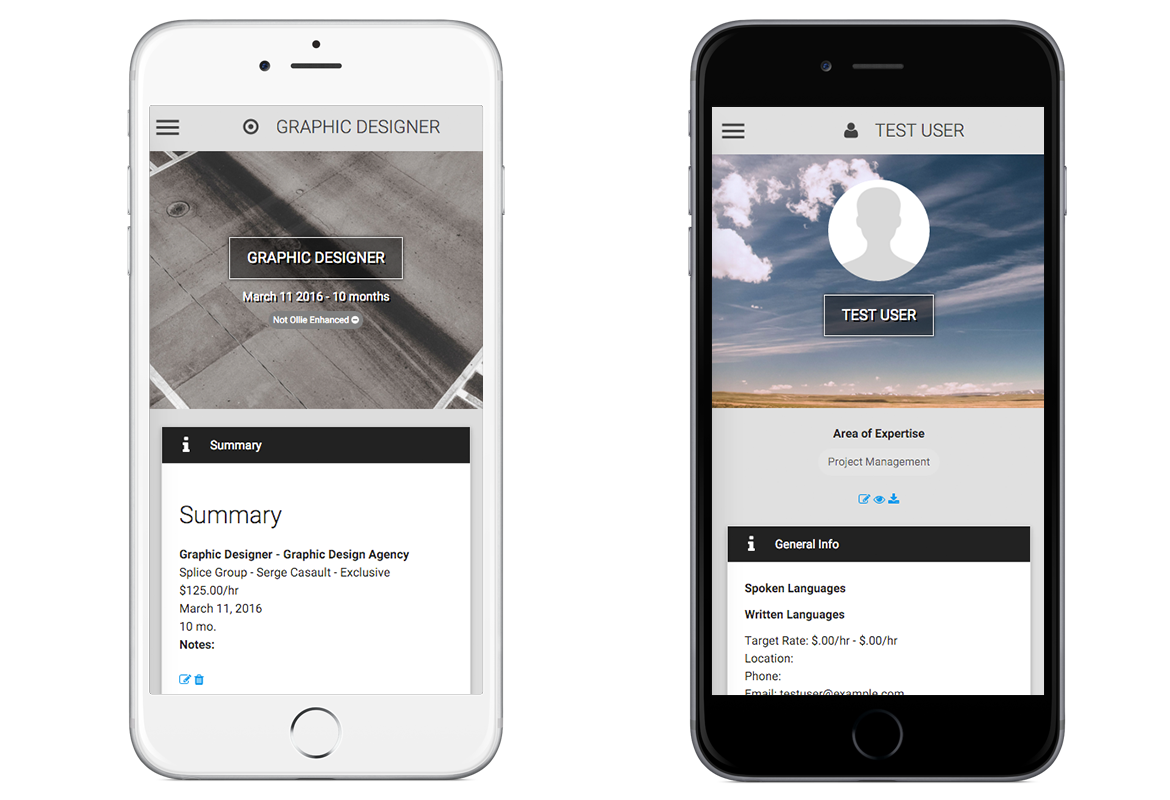 GRAPHIC DESIGNER
GRAPHIC DESIGNER
March 11 2016 - 10 months
Not Ollie Enhanced
Summary
Summary
Graphic Designer - Graphic Design Agency
Splice Group - Serge Casault - Exclusive
$125.00/hr
March 11, 2016
10 mo.
Notes:
TEST USER
TEST USER
Area of Expertise
Project Management
General Info
Spoken Languages
Written Languages
Target Rate: $.00/hr - $.00/hr
Location:
Phone:
Email: testuser@example.com